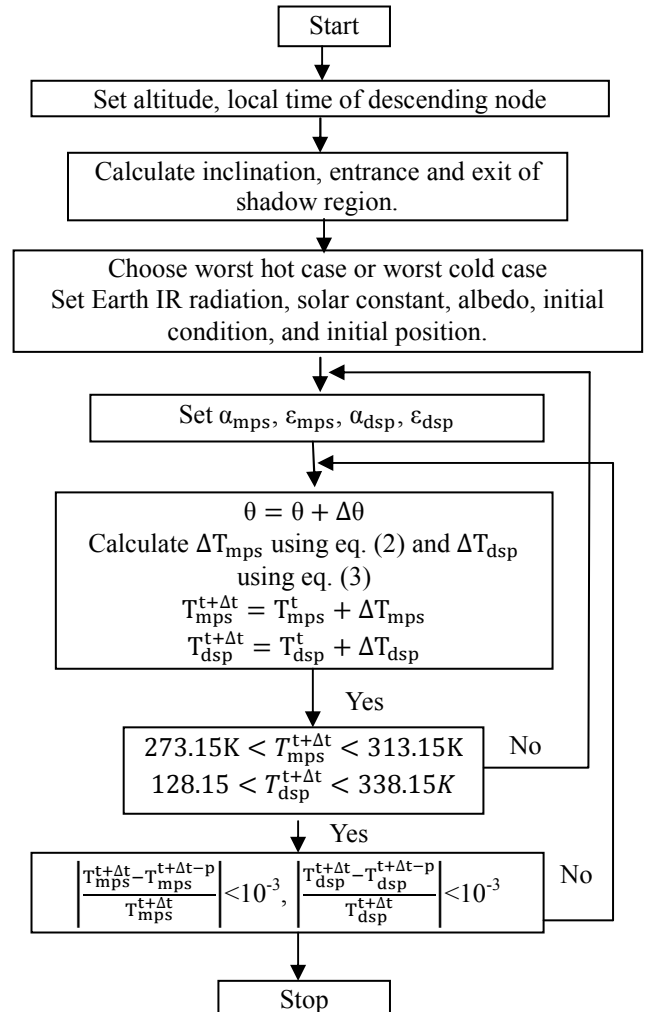 Start
Set altitude, local time of descending node
Calculate inclination, entrance and exit of
shadow region.
Choose worst hot case or worst cold case
Set Earth IR radiation, solar constant, albedo, initial
condition, and initial position.
Set α_mps, ε_mps, α_dsp, ε_dsp
θ = θ + Δθ
Calculate ΔT_mps using eq. (2) and ΔT_dsp
using eq. (3)
T_mps^{t+Δt} = T_mps^t + ΔT_mps
T_dsp^{t+Δt} = T_dsp^t + ΔT_dsp
Yes
273.15K < T_mps^{t+Δt} < 313.15K
No
128.15 < T_dsp^{t+Δt} < 338.15K
Yes
|(T_mps^{t+Δt} − T_mps^{t+Δt−p}) / T_mps^{t+Δt}| <10^{-3}, |(T_dsp^{t+Δt} − T_dsp^{t+Δt−p}) / T_dsp^{t+Δt}| <10^{-3}
No
Stop